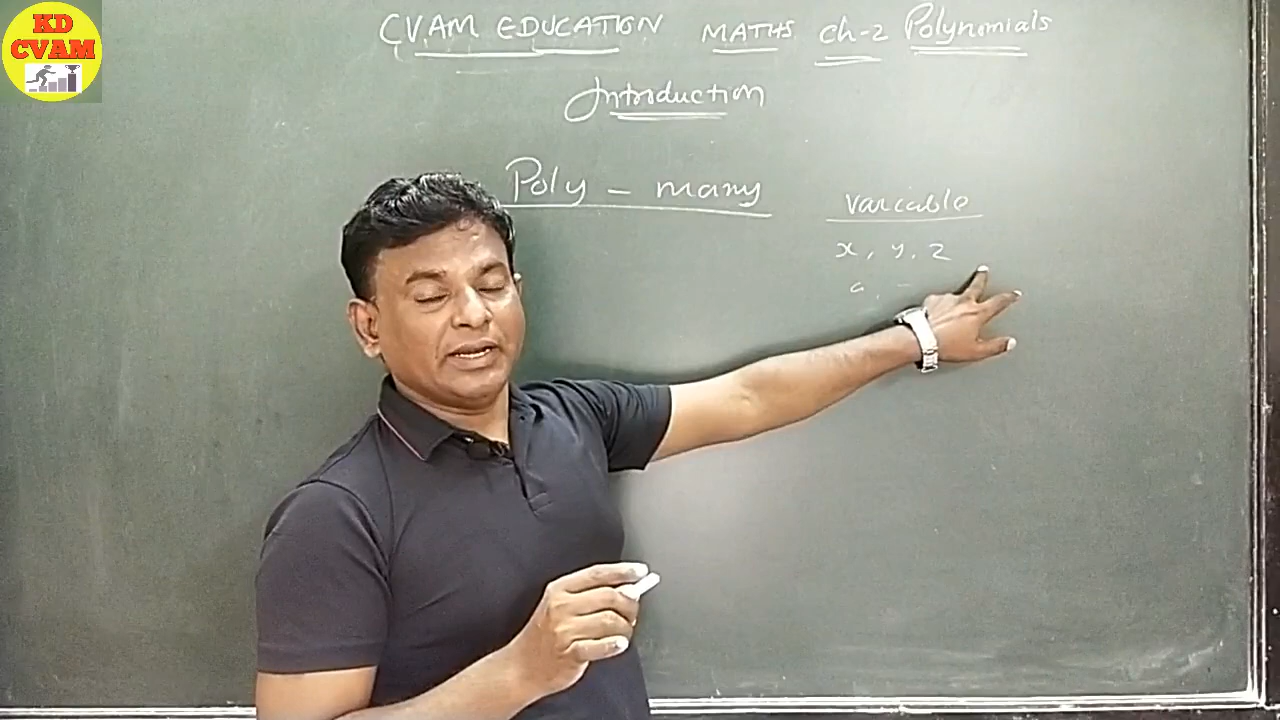 KD
CVAM
CVAM EDUCATION MATHS Ch-2 Polynomials
Introduction
Poly - many
variable
x, y, z
a, -